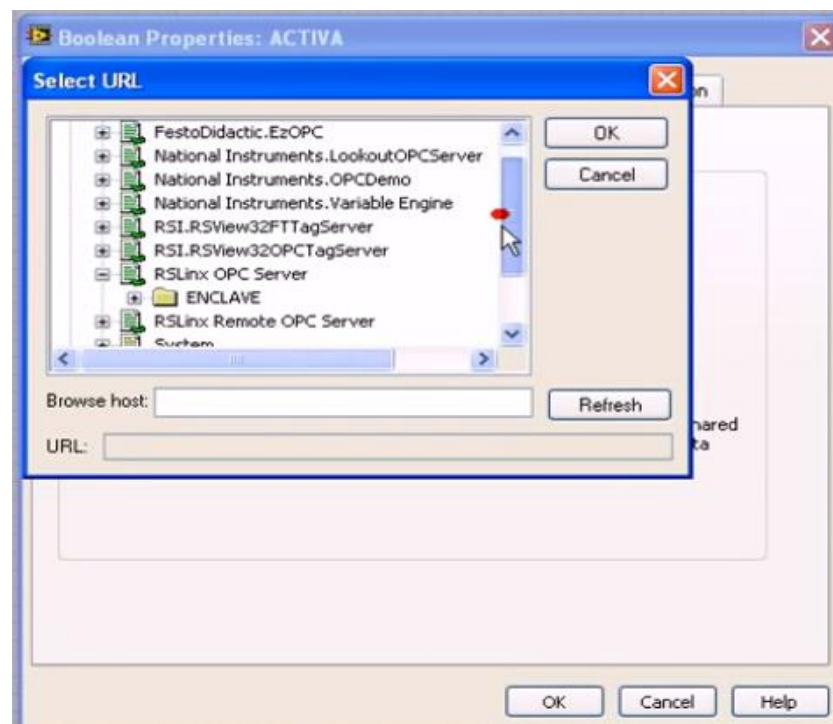 Boolean Properties: ACTIVA
Select URL
FestoDidactic.EzOPC
National Instruments.LookoutOPCServer
National Instruments.OPCDemo
National Instruments.Variable Engine
RSI.RSView32FTTagServer
RSI.RSView32OPCTagServer
RSLinx OPC Server
ENCLAVE
RSLinx Remote OPC Server
System
OK
Cancel
Browse host:
Refresh
URL:
OK
Cancel
Help